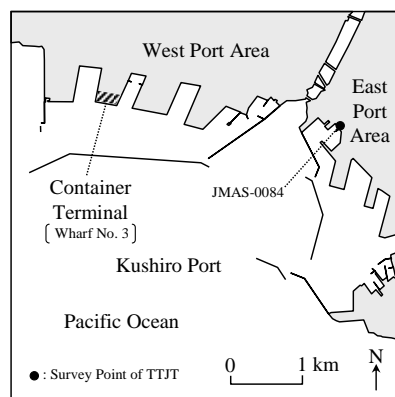 West Port Area
East
Port
Area
JMAS-0084
Container
Terminal
[ Wharf No. 3 ]
Kushiro Port
Pacific Ocean
● : Survey Point of TTJT
0 1 km
N